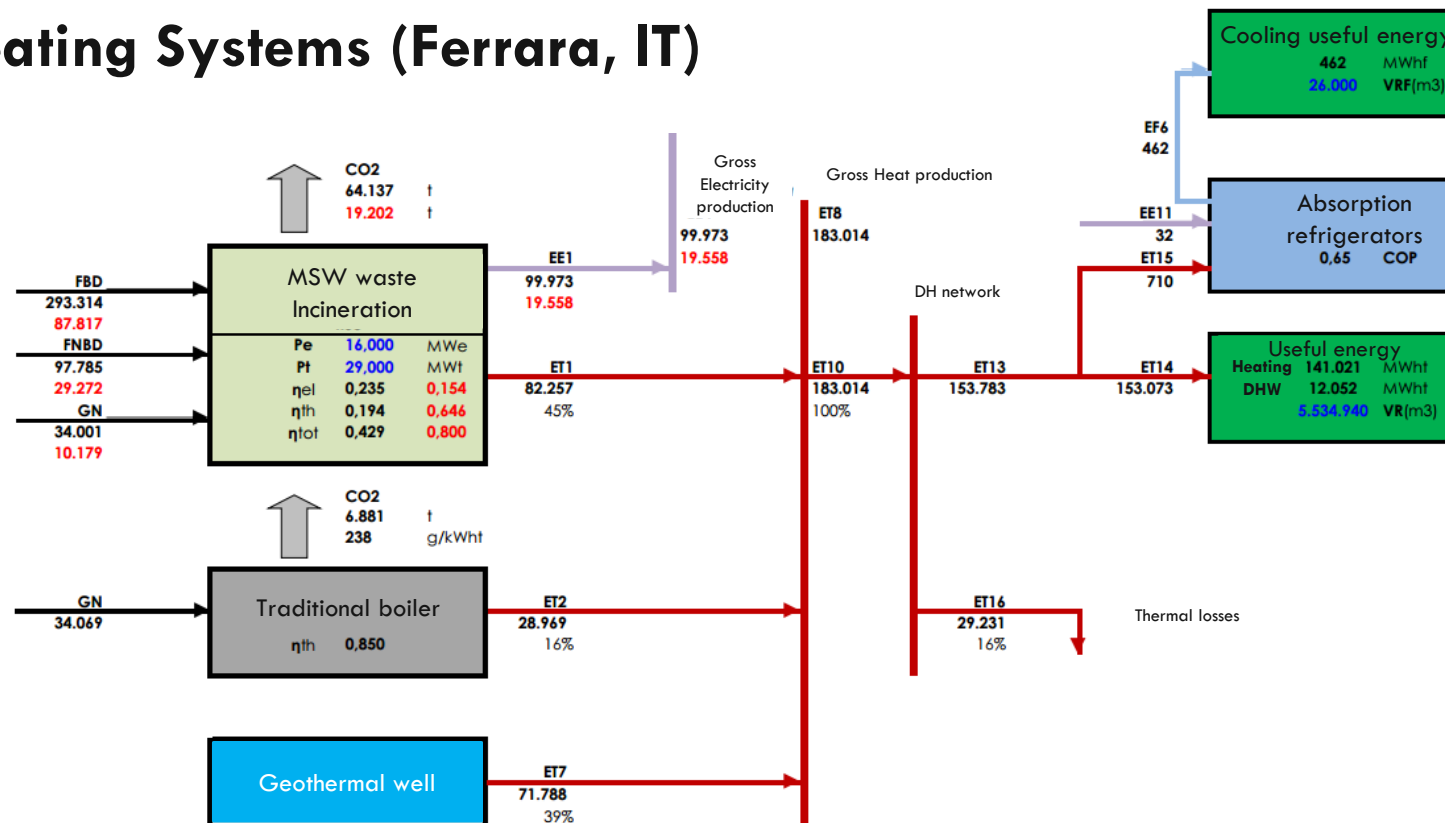 ating Systems (Ferrara, IT)
Cooling useful energy
462 MWhf
26.000 VRF(m3)
EF6
462
CO2
64.137 t
19.202 t
Gross
Electricity
production
Gross Heat production
99.973
19.558
ET8
183.014
EE11
32
ET15
710
Absorption
refrigerators
0,65 COP
FBD
293.314
87.817
FNBD
97.785
29.272
GN
34.001
10.179
MSW waste
Incineration
Pe 16,000 MWe
Pt 29,000 MWt
ηel 0,235 0,154
ηth 0,194 0,646
ηtot 0,429 0,800
EE1
99.973
19.558
ET1
82.257
45%
DH network
ET10
183.014
100%
ET13
153.783
ET14
153.073
Useful energy
Heating 141.021 MWht
DHW 12.052 MWht
5.534.940 VR(m3)
CO2
6.881 t
238 g/kWht
GN
34.069
Traditional boiler
ηth 0,850
ET2
28.969
16%
ET16
29.231
16%
Thermal losses
Geothermal well
ET7
71.788
39%